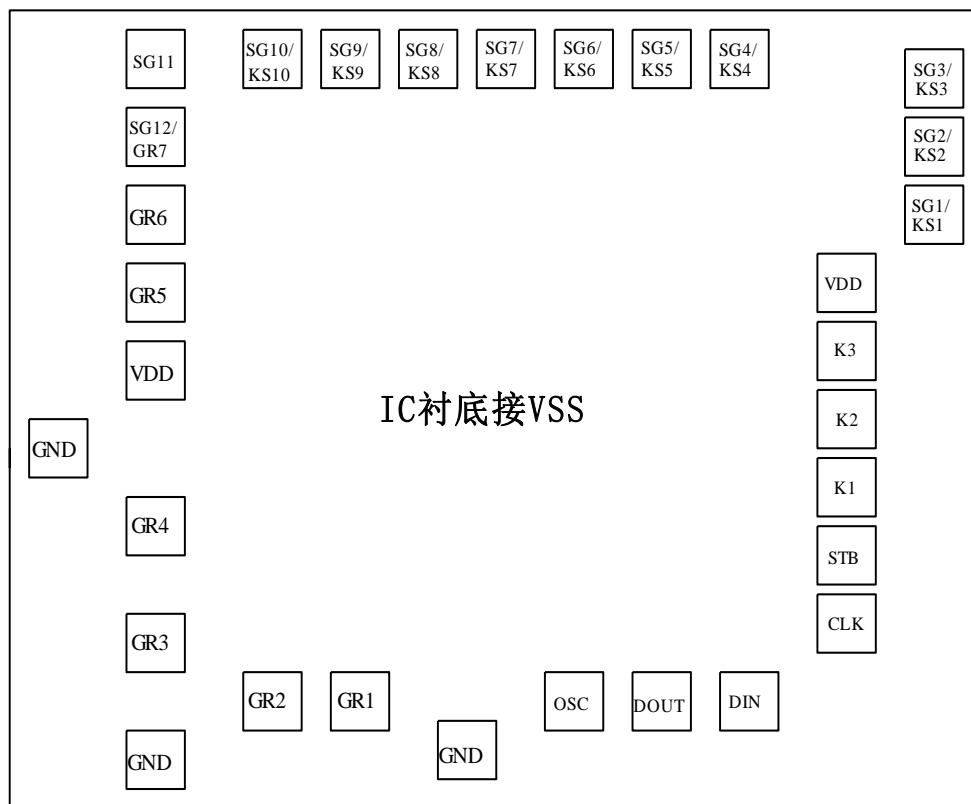 SG11
SG10/
KS10
SG9/
KS9
SG8/
KS8
SG7/
KS7
SG6/
KS6
SG5/
KS5
SG4/
KS4
SG3/
KS3
SG12/
GR7
SG2/
KS2
GR6
SG1/
KS1
GR5
VDD
VDD
K3
IC衬底接VSS
K2
GND
K1
GR4
STB
CLK
GR3
GR2
GR1
OSC
DOUT
DIN
GND
GND